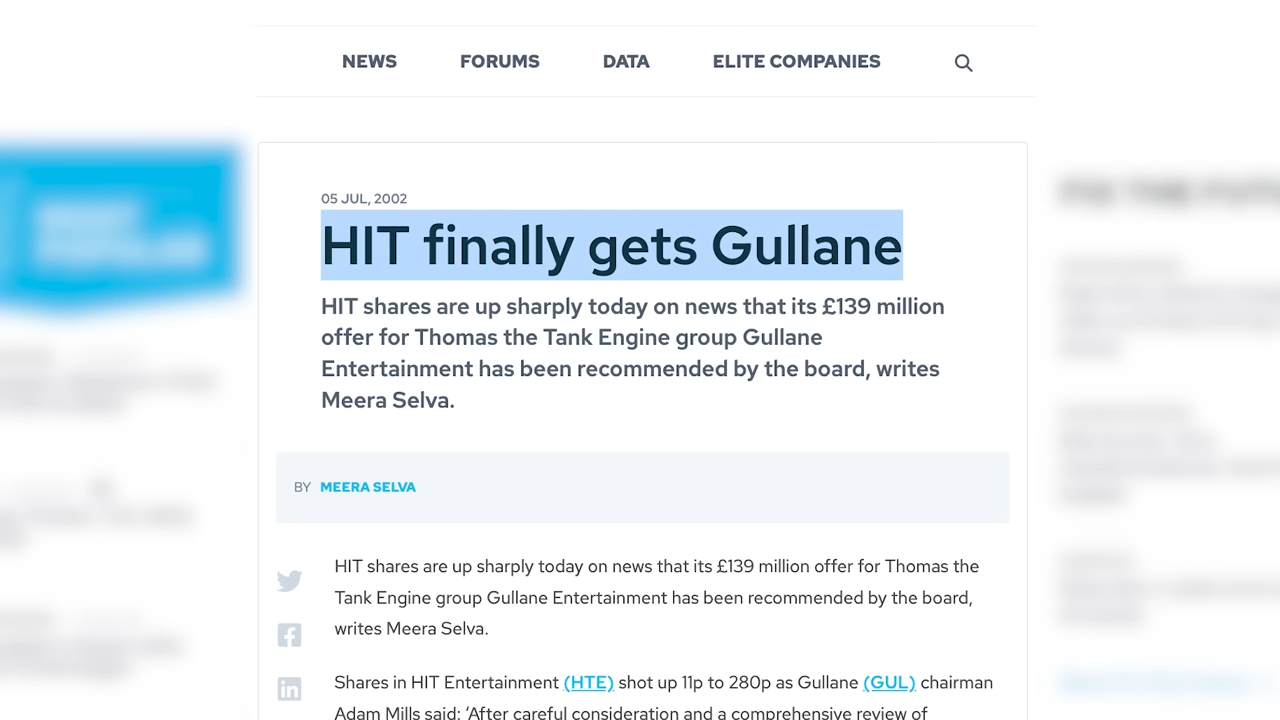 NEWS FORUMS DATA ELITE COMPANIES
05 JUL, 2002
HIT finally gets Gullane
HIT shares are up sharply today on news that its £139 million
offer for Thomas the Tank Engine group Gullane
Entertainment has been recommended by the board, writes
Meera Selva.
BY MEERA SELVA
HIT shares are up sharply today on news that its £139 million offer for Thomas the
Tank Engine group Gullane Entertainment has been recommended by the board,
writes Meera Selva.
Shares in HIT Entertainment (HTE) shot up 11p to 280p as Gullane (GUL) chairman
Adam Mills said: ‘After careful consideration and a comprehensive review of